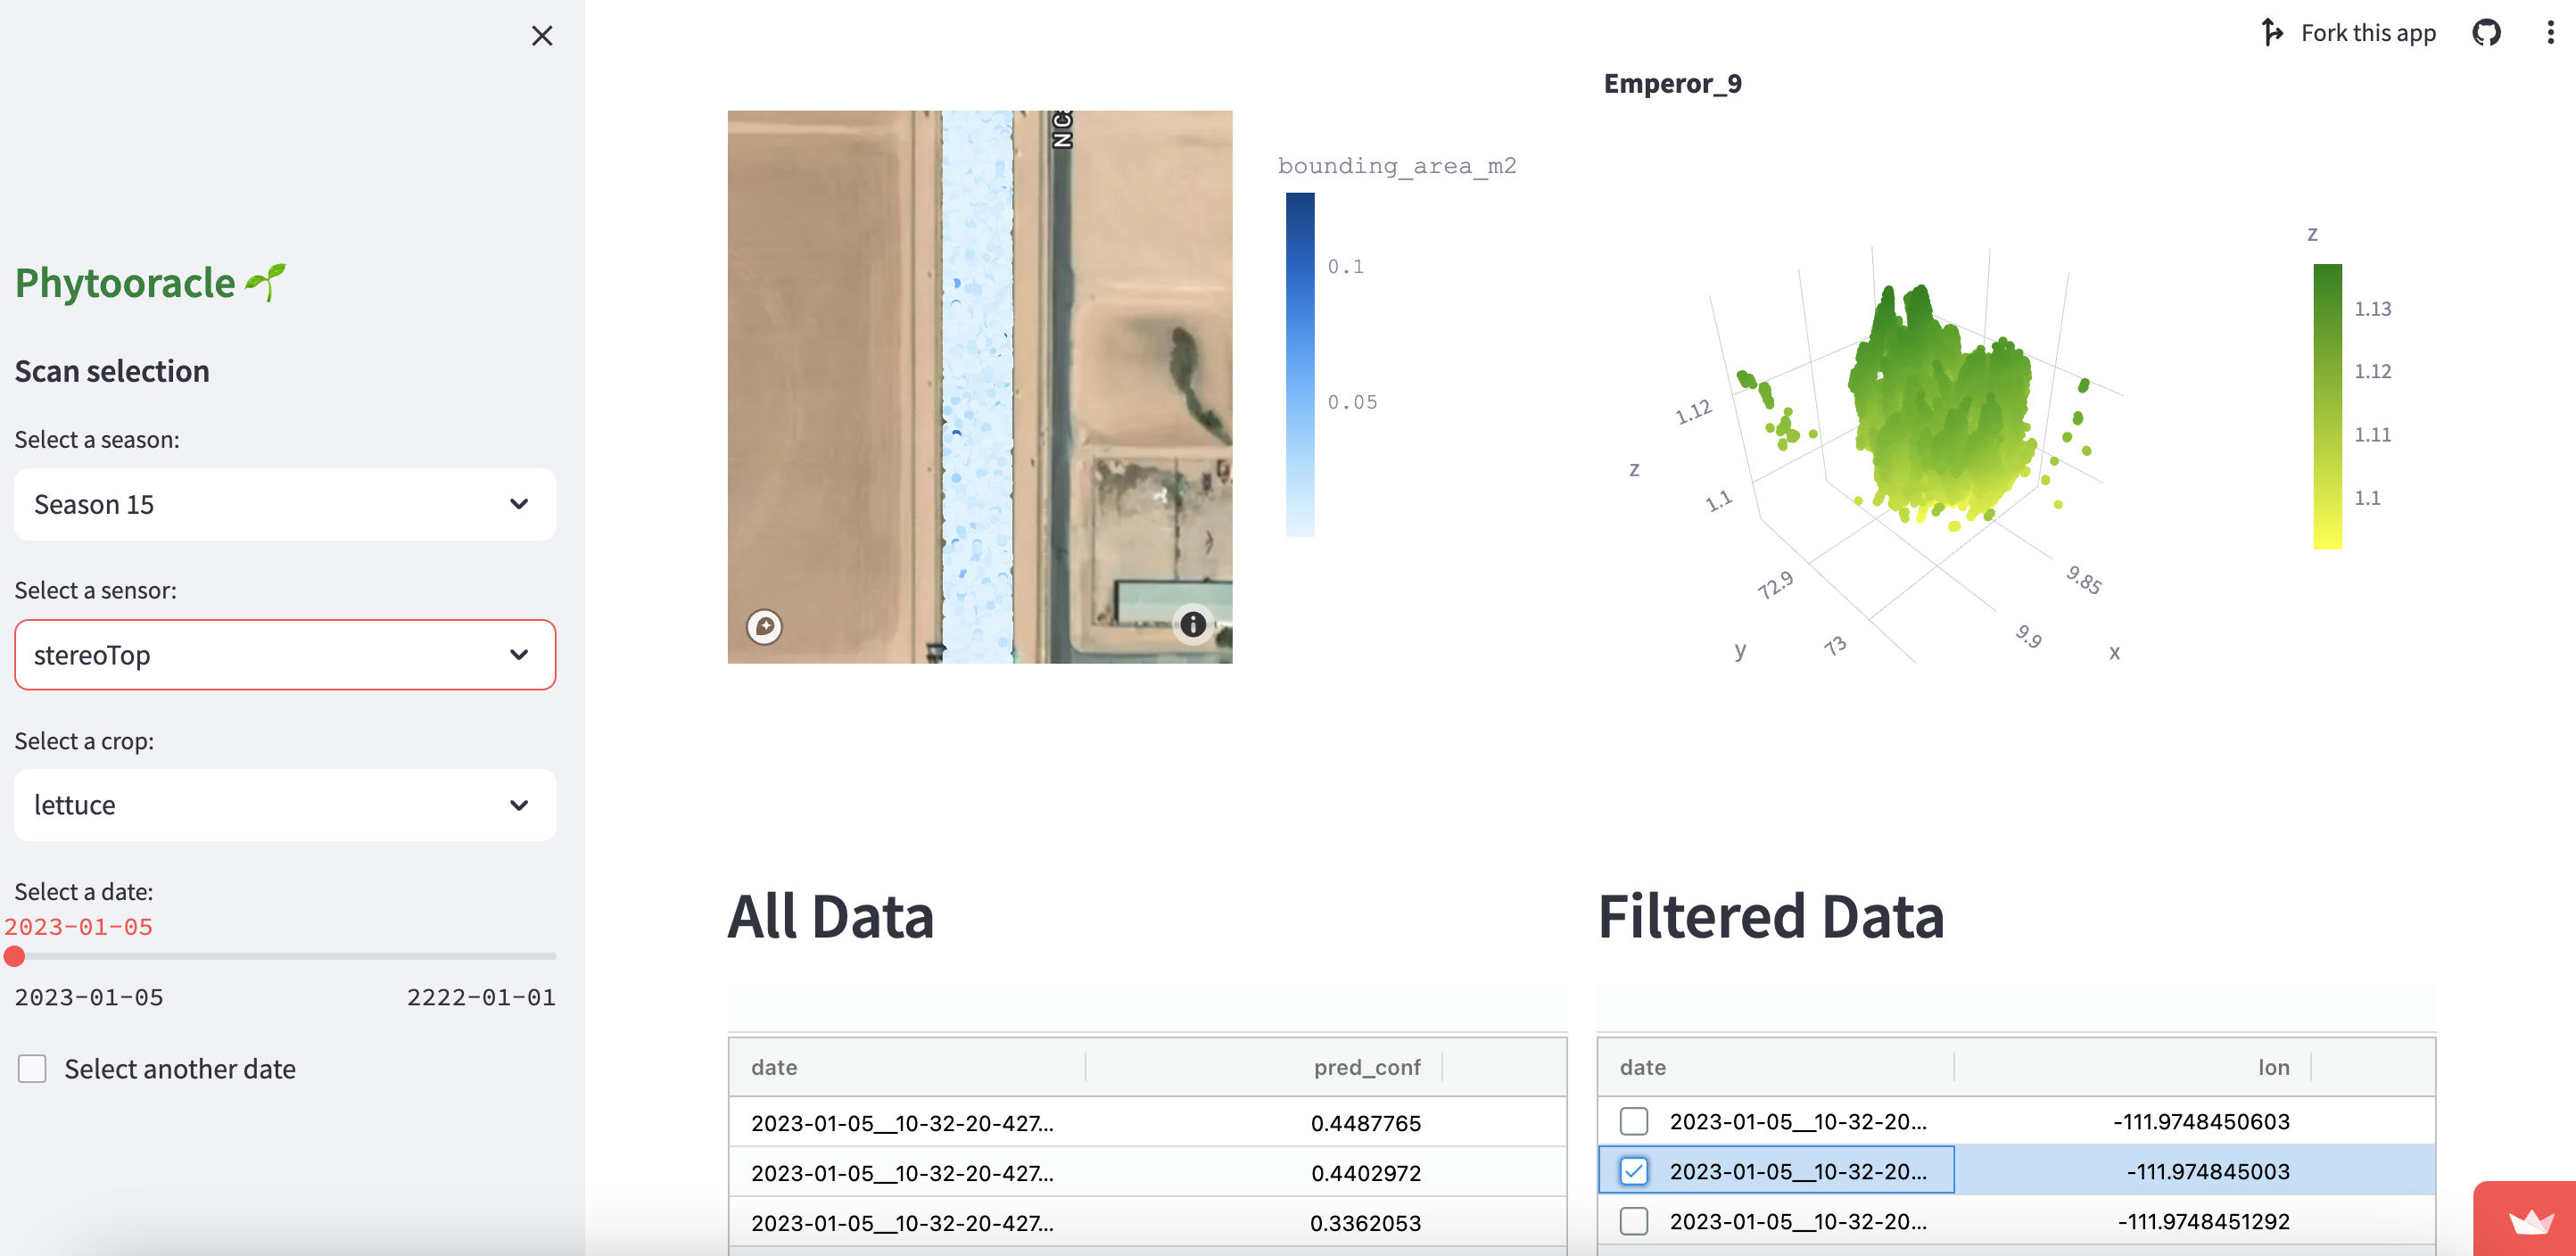 Fork this app
Phytooracle
Scan selection
Select a season:
Season 15
Select a sensor:
stereoTop
Select a crop:
lettuce
Select a date:
2023-01-05
2023-01-05 2222-01-01
Select another date
NC
bounding_area_m2
0.1
0.05
Emperor_9
z
1.13
1.12
1.11
1.1
1.12
1.1
z
72.9
73
y
9.85
9.9
x
All Data
date pred_conf
2023-01-05__10-32-20-427... 0.4487765
2023-01-05__10-32-20-427... 0.4402972
2023-01-05__10-32-20-427... 0.3362053
Filtered Data
date lon
2023-01-05__10-32-20... -111.9748450603
2023-01-05__10-32-20... -111.974845003
2023-01-05__10-32-20... -111.9748451292